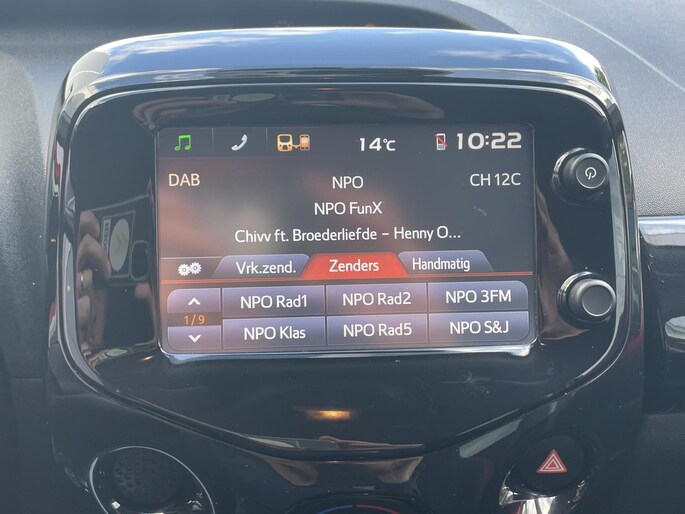 14°C 10:22
DAB NPO CH 12C
NPO FunX
Chivv ft. Broederliefde – Henny O...
Vrk.zend. Zenders Handmatig
NPO Rad1 NPO Rad2 NPO 3FM
1/9
NPO Klas NPO Rad5 NPO S&J